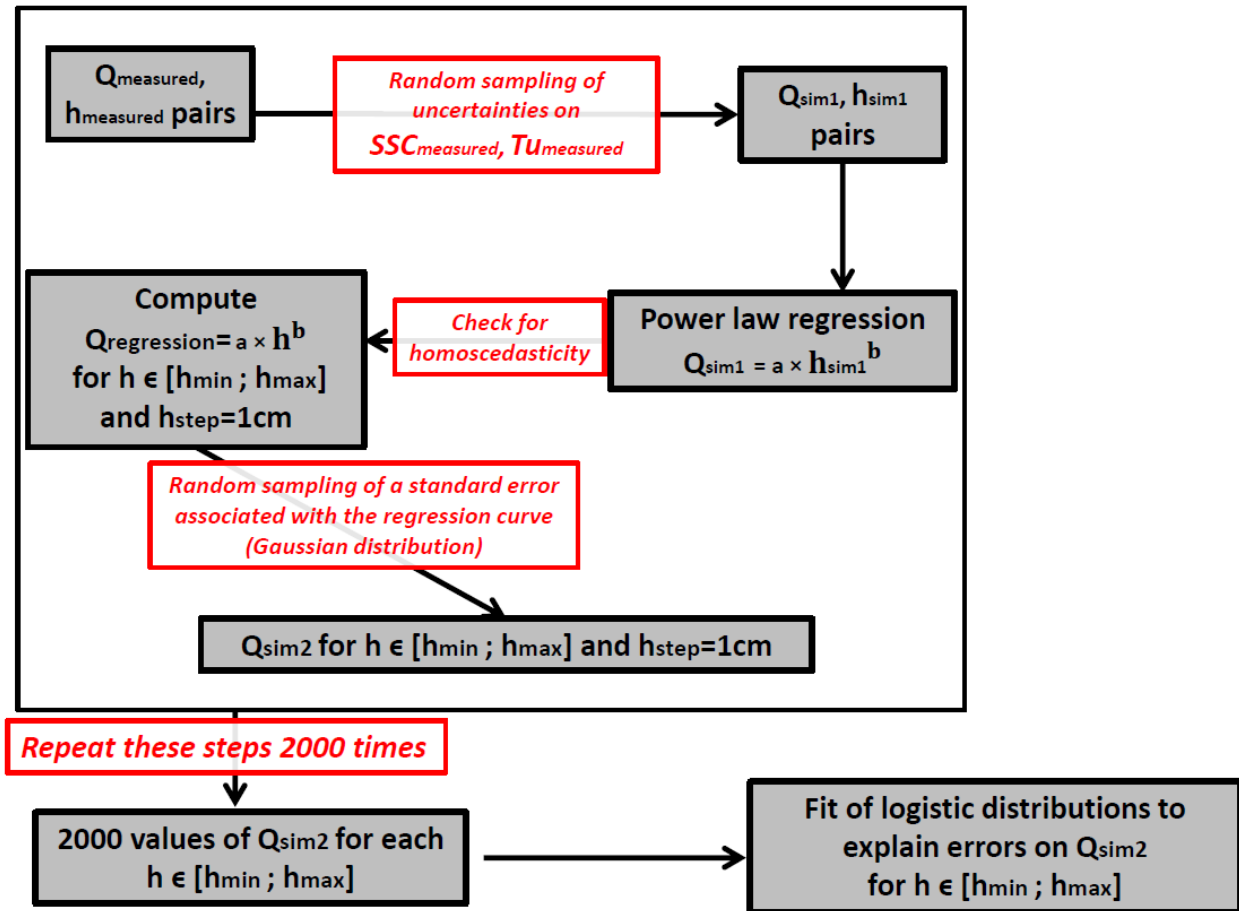 Qmeasured,
hmeasured pairs
Random sampling of
uncertainties on
SSCmeasured, Tumeasured
Qsim1, hsim1
pairs
Compute
Qregression= a × h^b
for h ϵ [hmin ; hmax]
and hstep=1cm
Check for
homoscedasticity
Power law regression
Qsim1 = a × hsim1^b
Random sampling of a standard error
associated with the regression curve
(Gaussian distribution)
Qsim2 for h ϵ [hmin ; hmax] and hstep=1cm
Repeat these steps 2000 times
2000 values of Qsim2 for each
h ϵ [hmin ; hmax]
Fit of logistic distributions to
explain errors on Qsim2
for h ϵ [hmin ; hmax]